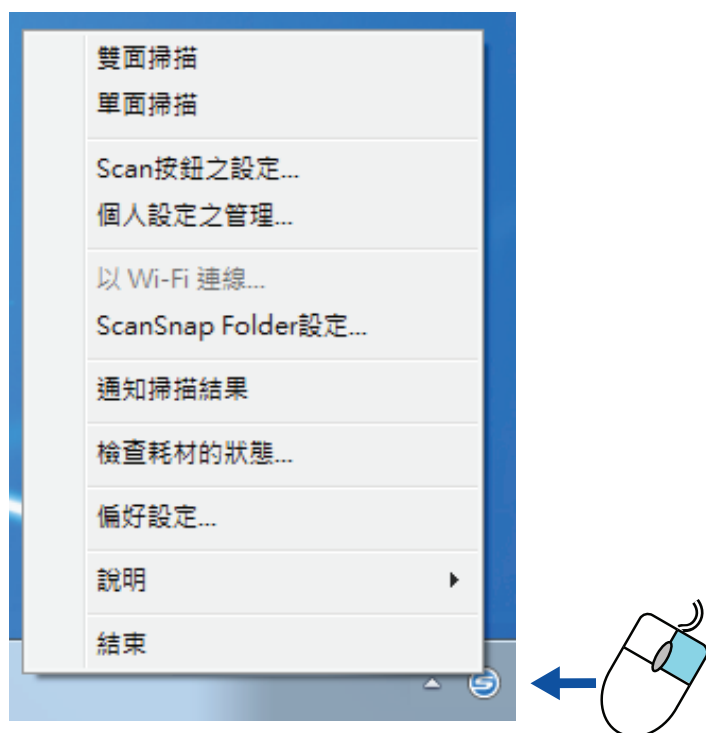 雙面掃描
單面掃描
Scan按鈕之設定...
個人設定之管理...
以 Wi-Fi 連線...
ScanSnap Folder設定...
通知掃描結果
檢查耗材的狀態...
偏好設定...
說明
結束